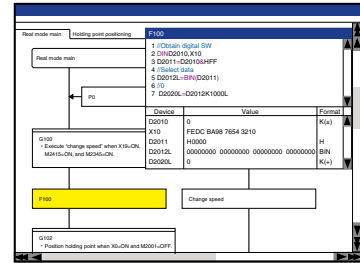 Real mode main
Holding point positioning
F100
Real mode main
P0
G100
・Execute "change speed" when X19=ON,
M2415=ON, and M2345=ON.
F100
Change speed
G102
・Position holding point when X0=ON and M2001=OFF.
1 //Obtain digital SW
2 DIND2010,X10
3 D2011=D2010&HFF
4 //Select data
5 D2012L=BIN(D2011)
6 //0
7 D2020L=D2012K1000L
Device Value Format
D2010 0 K(±)
X10 FEDC BA98 7654 3210
D2011 H0000 H
D2012L 00000000 00000000 00000000 00000000 BIN
D2020L 0 K(+)